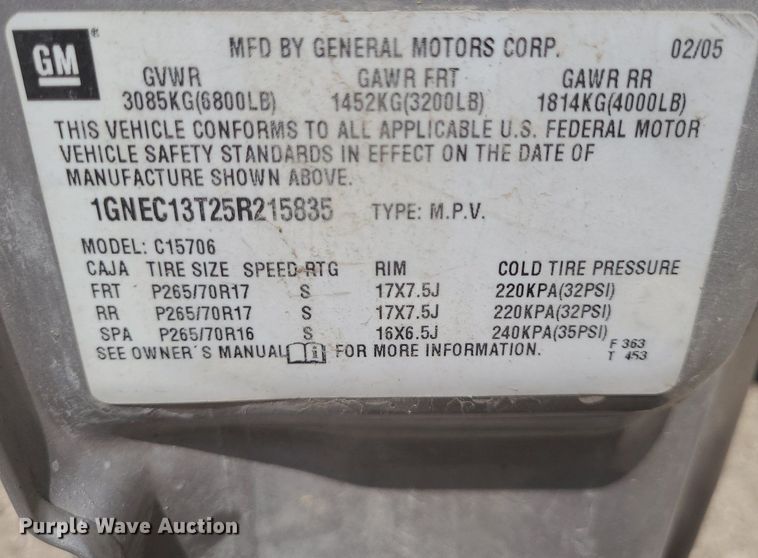 GM ®
MFD BY GENERAL MOTORS CORP. 02/05
GVWR GAWR FRT GAWR RR
3085KG(6800LB) 1452KG(3200LB) 1814KG(4000LB)
THIS VEHICLE CONFORMS TO ALL APPLICABLE U.S. FEDERAL MOTOR
VEHICLE SAFETY STANDARDS IN EFFECT ON THE DATE OF
MANUFACTURE SHOWN ABOVE.
1GNEC13T25R215835 TYPE: M.P.V.
MODEL: C15706
CAJA TIRE SIZE SPEED RTG RIM COLD TIRE PRESSURE
FRT P265/70R17 S 17X7.5J 220KPA(32PSI)
RR P265/70R17 S 17X7.5J 220KPA(32PSI)
SPA P265/70R16 S 16X6.5J 240KPA(35PSI)
SEE OWNER'S MANUAL i FOR MORE INFORMATION. F 363
T 453
Purple Wave Auction